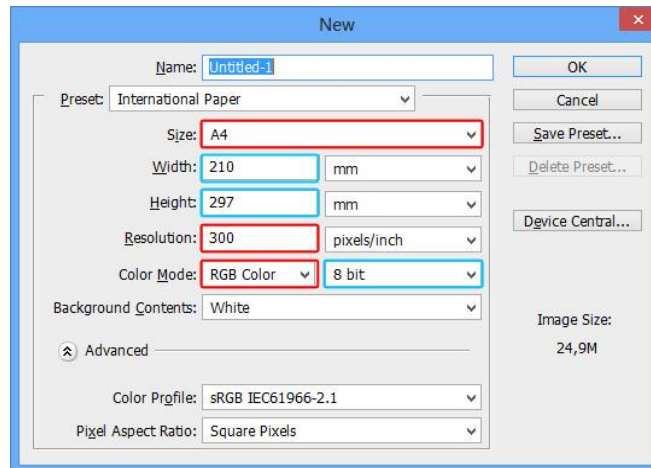 New
Name: Untitled-1
OK
Preset: International Paper
Cancel
Size: A4
Save Preset...
Width: 210 mm
Delete Preset...
Height: 297 mm
Device Central...
Resolution: 300 pixels/inch
Color Mode: RGB Color 8 bit
Background Contents: White
Image Size:
24,9M
Advanced
Color Profile: sRGB IEC61966-2.1
Pixel Aspect Ratio: Square Pixels